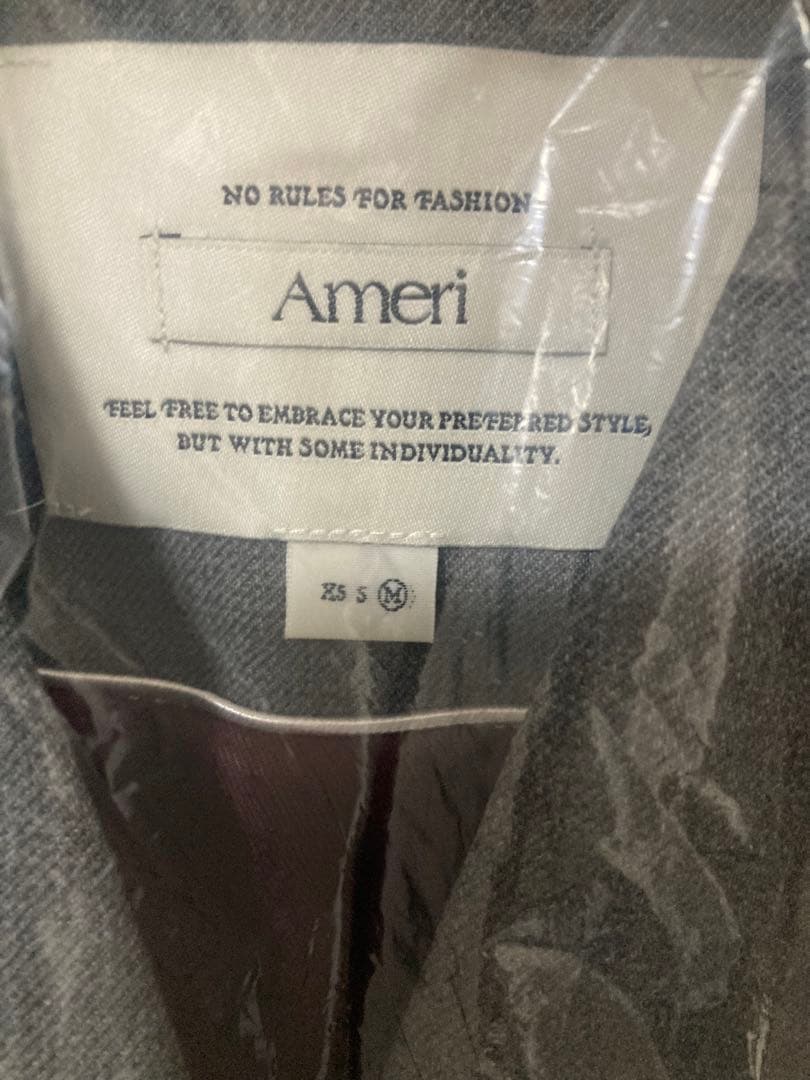 NO RULES FOR FASHION
Ameri
FEEL FREE TO EMBRACE YOUR PREFERRED STYLE,
BUT WITH SOME INDIVIDUALITY.
XS S M